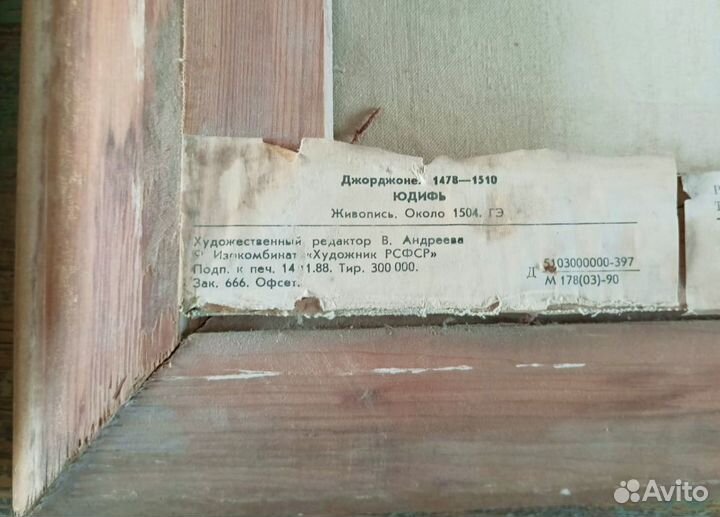 Джорджоне. 1478—1510
ЮДИФЬ
Живопись. Около 1504. ГЭ
Художественный редактор В. Андреева
Изокомбинат «Художник РСФСР»
Подп. к печ. 14 .88. Тир. 300 000.
Зак. 666. Офсет.
Д 5103000000-397
М 178(03)-90
Avito